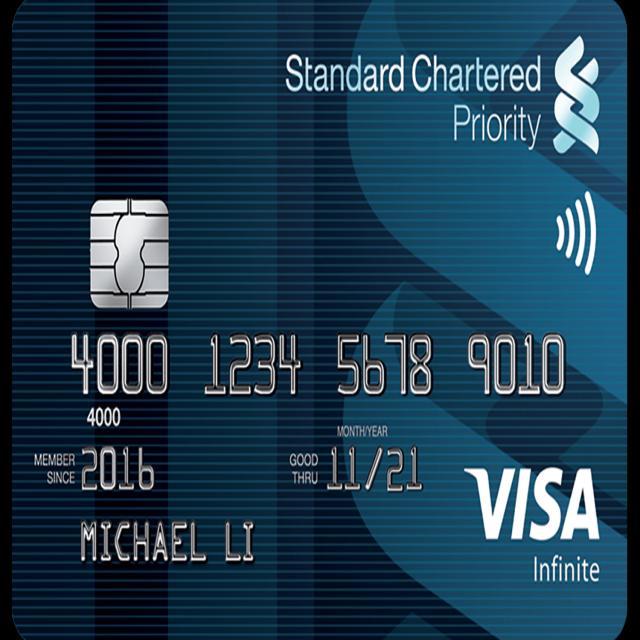 Standard Chartered
Priority
4000 1234 5678 9010
4000
MONTH/YEAR
MEMBER SINCE 2016 GOOD THRU 11/21
VISA
MICHAEL LI
Infinite